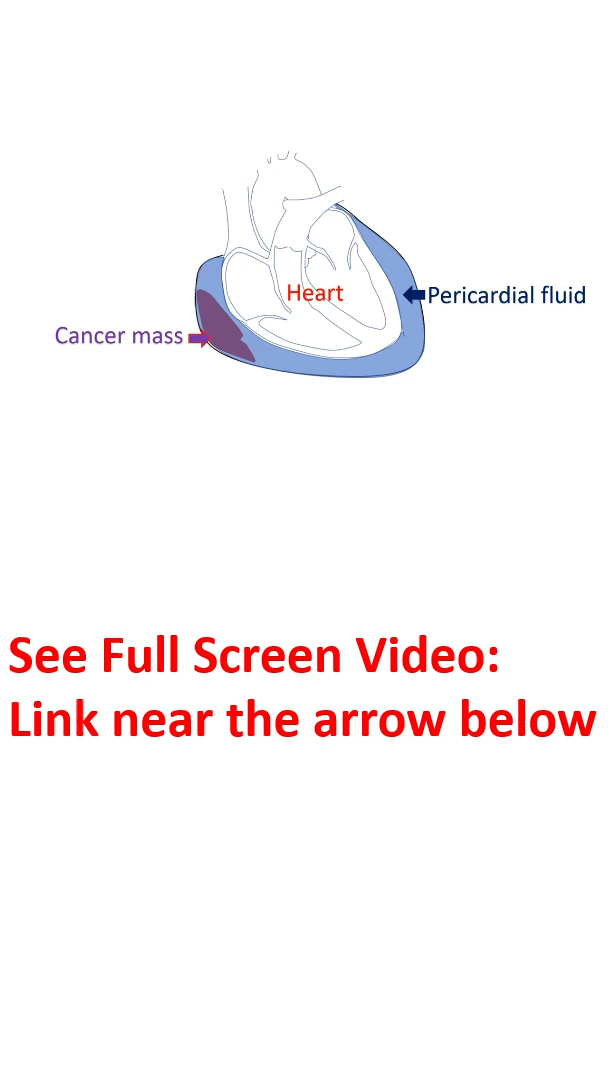 Heart
Pericardial fluid
Cancer mass
See Full Screen Video:
Link near the arrow below